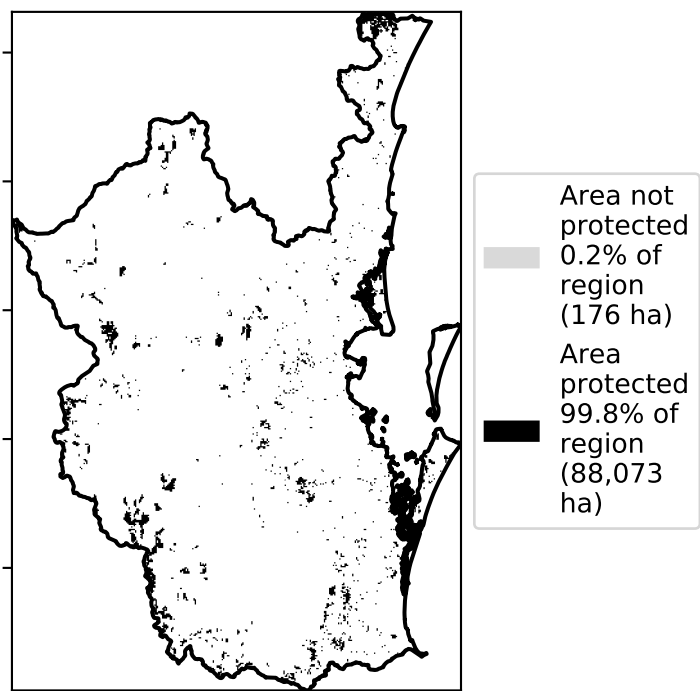 Area not
protected
0.2% of
region
(176 ha)
Area
protected
99.8% of
region
(88,073
ha)